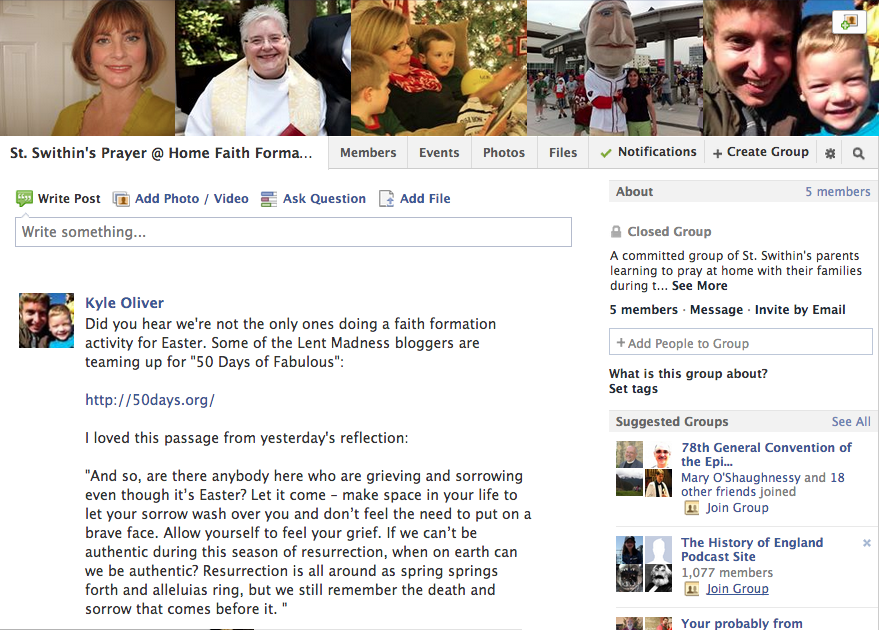 St. Swithin's Prayer @ Home Faith Forma...
Members
Events
Photos
Files
Notifications
+ Create Group
Write Post
Add Photo / Video
Ask Question
Add File
Write something...
Kyle Oliver
Did you hear we're not the only ones doing a faith formation
activity for Easter. Some of the Lent Madness bloggers are
teaming up for "50 Days of Fabulous":
http://50days.org/
I loved this passage from yesterday's reflection:
"And so, are there anybody here who are grieving and sorrowing
even though it's Easter? Let it come – make space in your life to
let your sorrow wash over you and don't feel the need to put on a
brave face. Allow yourself to feel your grief. If we can't be
authentic during this season of resurrection, when on earth can
we be authentic? Resurrection is all around as spring springs
forth and alleluias ring, but we still remember the death and
sorrow that comes before it. "
About
5 members
Closed Group
A committed group of St. Swithin's parents
learning to pray at home with their families
during t... See More
5 members · Message · Invite by Email
+ Add People to Group
What is this group about?
Set tags
Suggested Groups
See All
78th General Convention of
the Epi...
Mary O'Shaughnessy and 18
other friends joined
Join Group
The History of England
Podcast Site
×
1,077 members
Join Group
Your probably from